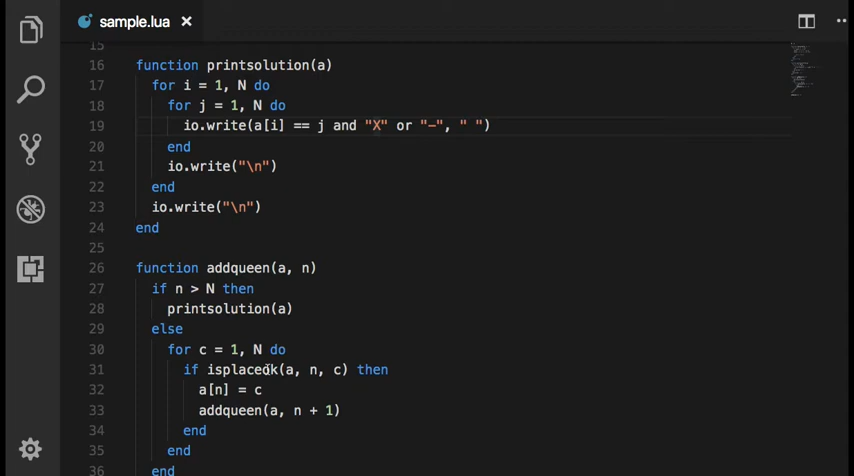 sample.lua
15
16 function printsolution(a)
17 for i = 1, N do
18 for j = 1, N do
19 io.write(a[i] == j and "X" or "-", " ")
20 end
21 io.write("\n")
22 end
23 io.write("\n")
24 end
25
26 function addqueen(a, n)
27 if n > N then
28 printsolution(a)
29 else
30 for c = 1, N do
31 if isplaceok(a, n, c) then
32 a[n] = c
33 addqueen(a, n + 1)
34 end
35 end
36 end